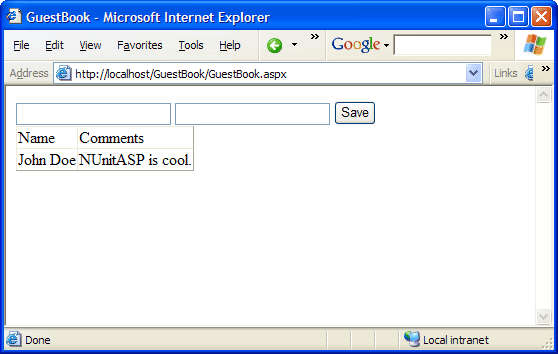 GuestBook - Microsoft Internet Explorer
File Edit View Favorites Tools Help » Google »
Address http://localhost/GuestBook/GuestBook.aspx Links »
Save
Name Comments
John Doe NUnitASP is cool.
Done Local intranet